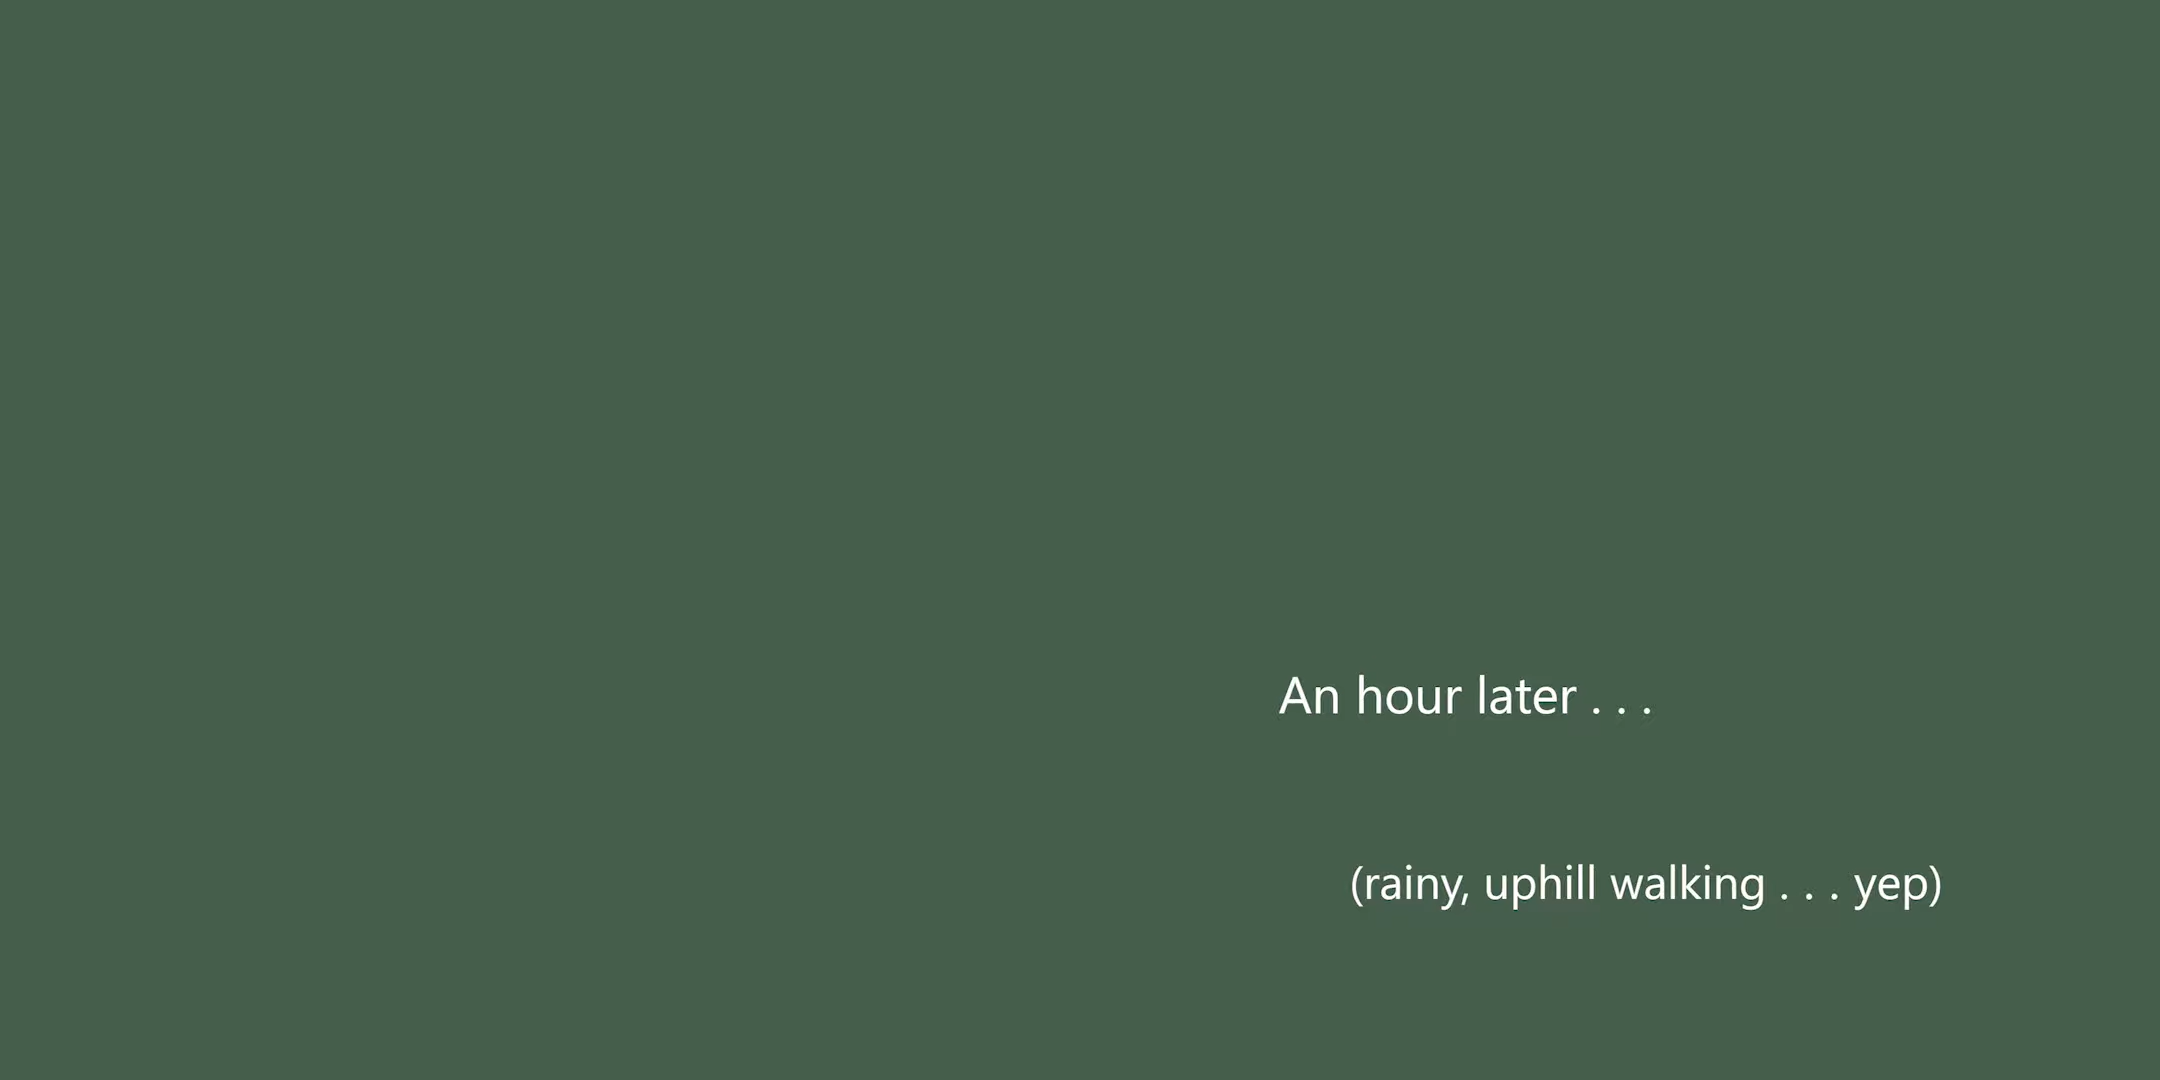 An hour later . . .
(rainy, uphill walking . . . yep)